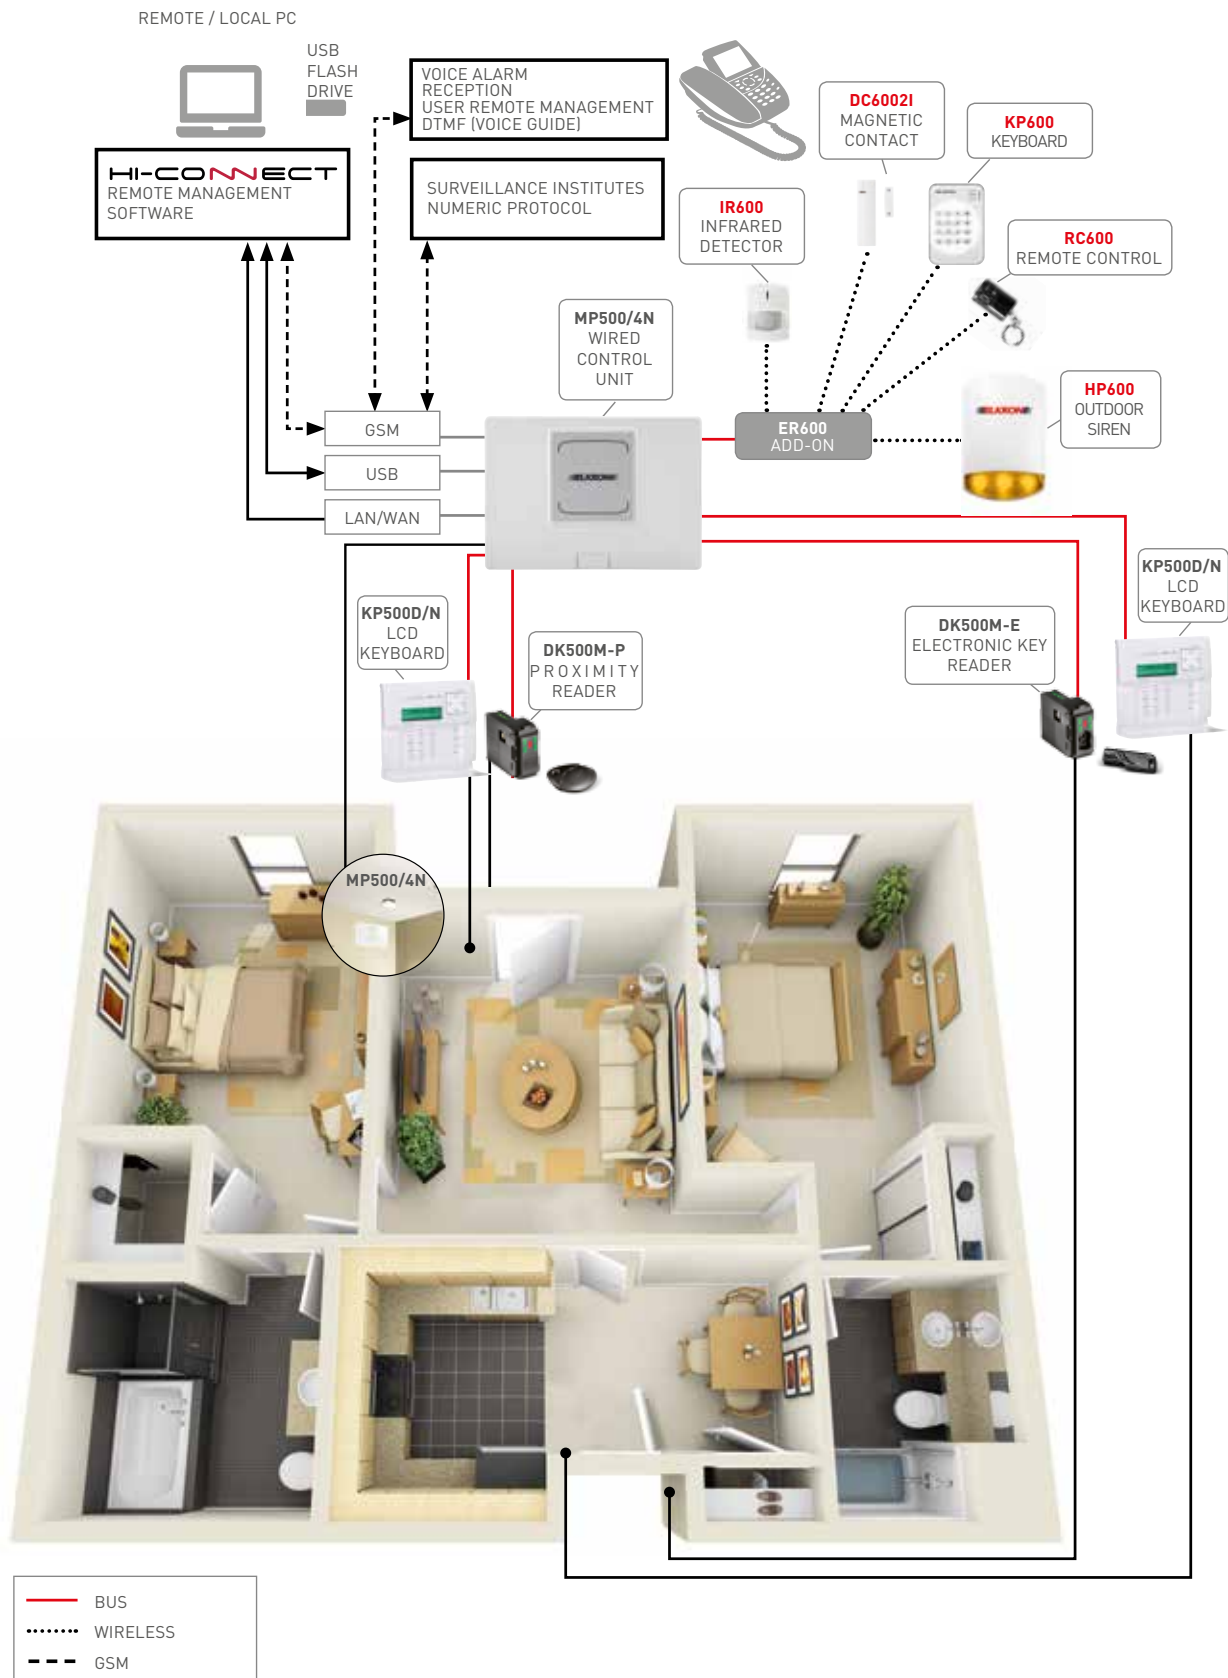 REMOTE / LOCAL PC
USB
FLASH
DRIVE
VOICE ALARM
RECEPTION
USER REMOTE MANAGEMENT
DTMF (VOICE GUIDE)
HI-CONNECT
REMOTE MANAGEMENT
SOFTWARE
SURVEILLANCE INSTITUTES
NUMERIC PROTOCOL
DC6002I
MAGNETIC
CONTACT
KP600
KEYBOARD
IR600
INFRARED
DETECTOR
RC600
REMOTE CONTROL
MP500/4N
WIRED
CONTROL
UNIT
HP600
OUTDOOR
SIREN
GSM
USB
LAN/WAN
ER600
ADD-ON
KP500D/N
LCD
KEYBOARD
DK500M-P
PROXIMITY
READER
DK500M-E
ELECTRONIC KEY
READER
KP500D/N
LCD
KEYBOARD
MP500/4N
BUS
WIRELESS
GSM